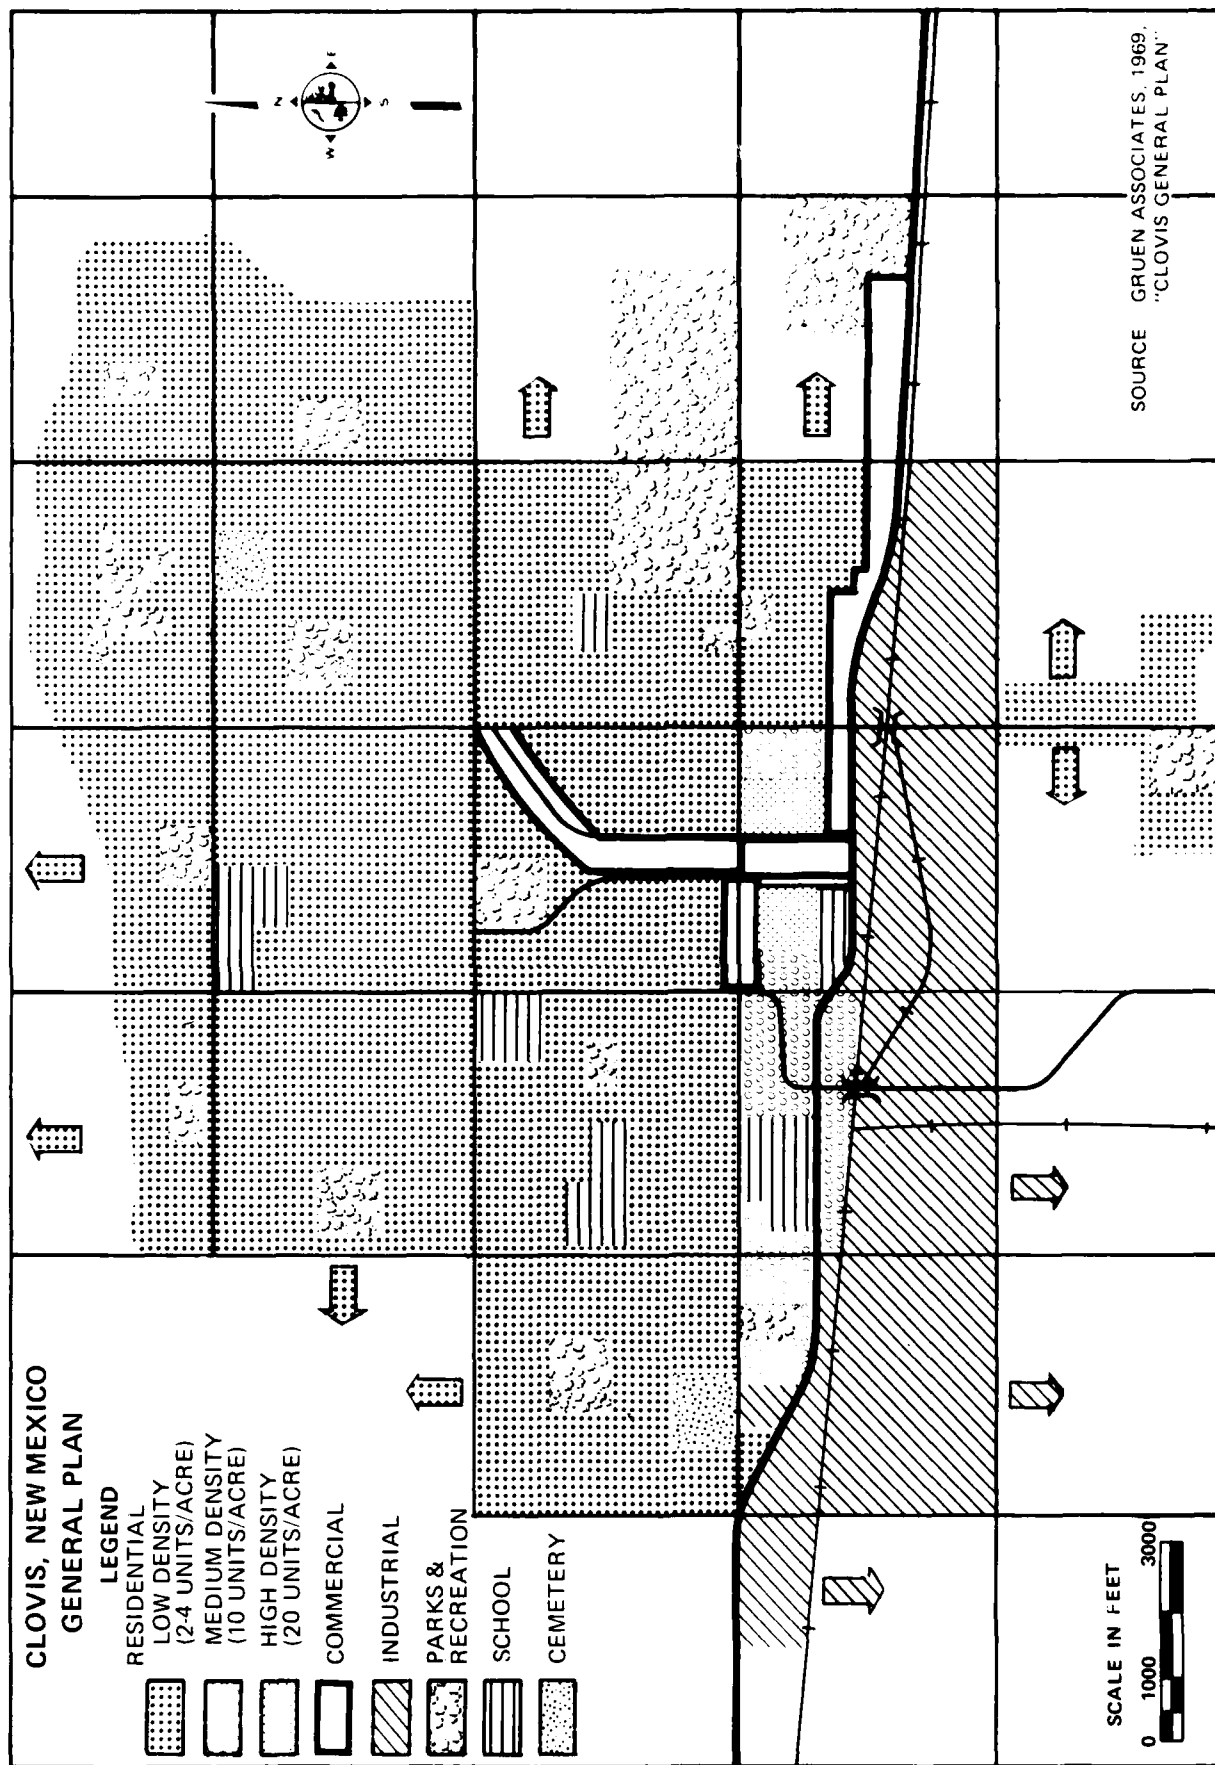 CLOVIS, NEW MEXICO
GENERAL PLAN
LEGEND
RESIDENTIAL
LOW DENSITY
(2-4 UNITS/ACRE)
MEDIUM DENSITY
(10 UNITS/ACRE)
HIGH DENSITY
(20 UNITS/ACRE)
COMMERCIAL
INDUSTRIAL
PARKS &
RECREATION
SCHOOL
CEMETERY
N
W
E
S
SCALE IN FEET
0 1000 3000
SOURCE GRUEN ASSOCIATES, 1969,
"CLOVIS GENERAL PLAN"